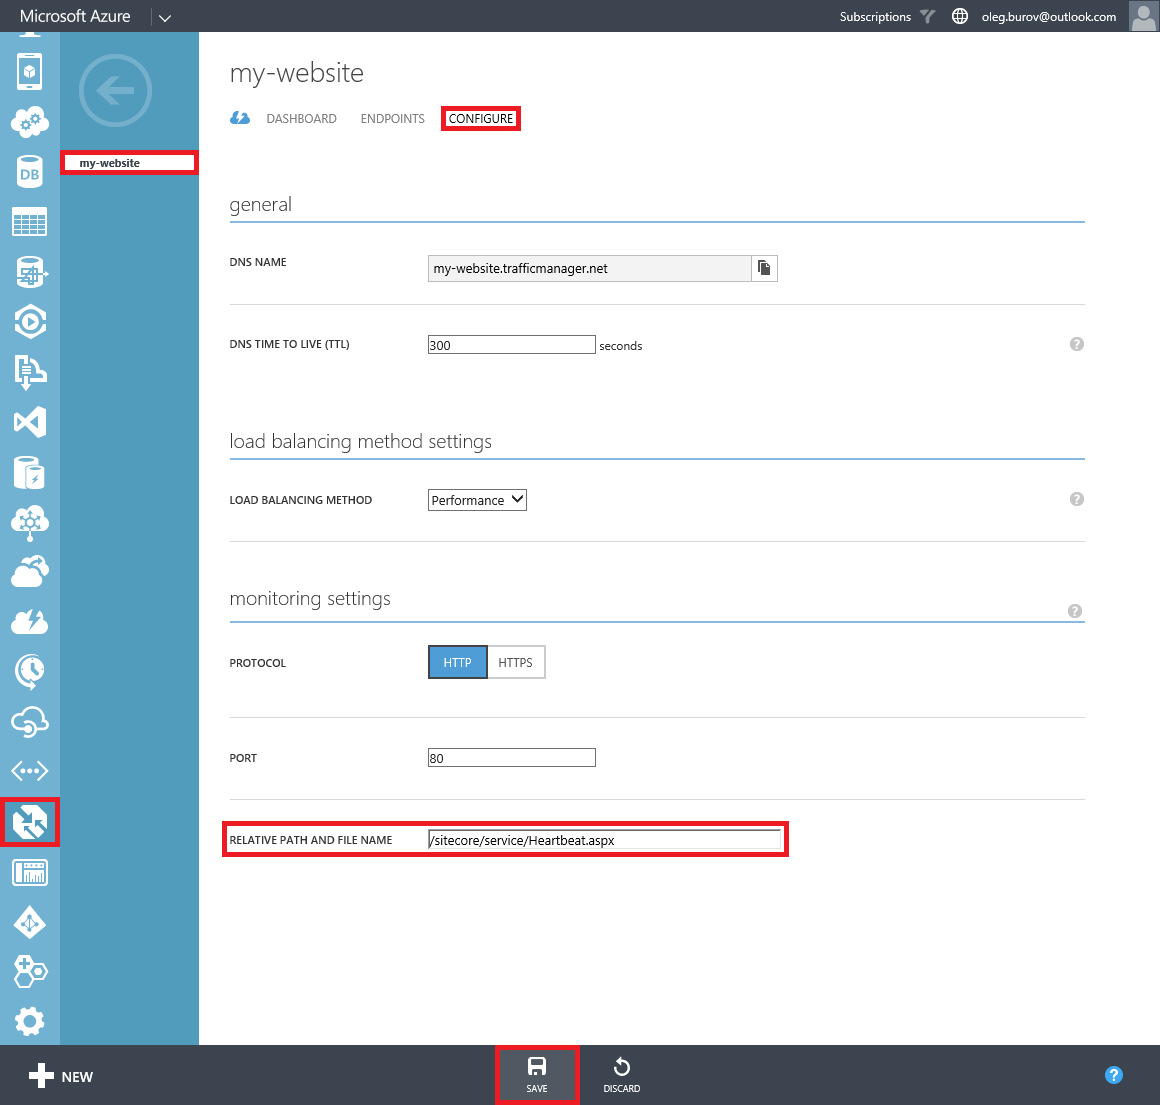 Microsoft Azure
Subscriptions
oleg.burov@outlook.com
DB
my-website
my-website
DASHBOARD
ENDPOINTS
CONFIGURE
general
DNS NAME
my-website.trafficmanager.net
DNS TIME TO LIVE (TTL)
300
seconds
?
load balancing method settings
LOAD BALANCING METHOD
Performance
?
monitoring settings
?
PROTOCOL
HTTP
HTTPS
PORT
80
RELATIVE PATH AND FILE NAME
/sitecore/service/Heartbeat.aspx
NEW
SAVE
DISCARD
?